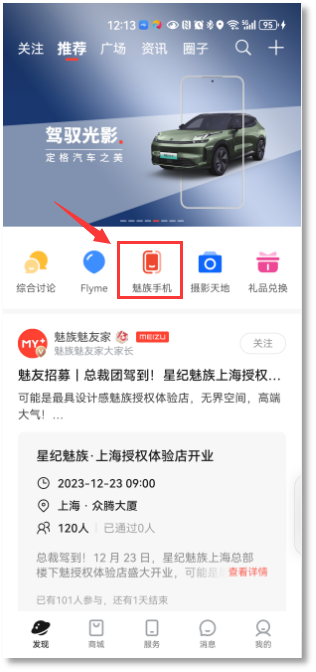 12:13 5G 95
关注 推荐 广场 资讯 圈子
驾驭光影.
定格汽车之美
综合讨论 Flyme 魅族手机 摄影天地 礼品兑换
MY+ 魅族魅友家 MEIZU 关注
魅族魅友家大家长
魅友招募丨总裁团驾到！星纪魅族上海授权...
可能是最具设计感魅族授权体验店，无界空间，高端
大气！...
星纪魅族·上海授权体验店开业
2023-12-23 09:00
上海 · 众腾大厦
120人 | 已通过0人
总裁驾到！12 月 23 日，星纪魅族上海总部
楼下魅授权体验店盛大开业，可能是 查看详情
已有101人参与，还有1天结束
发现 商城 服务 消息 我的